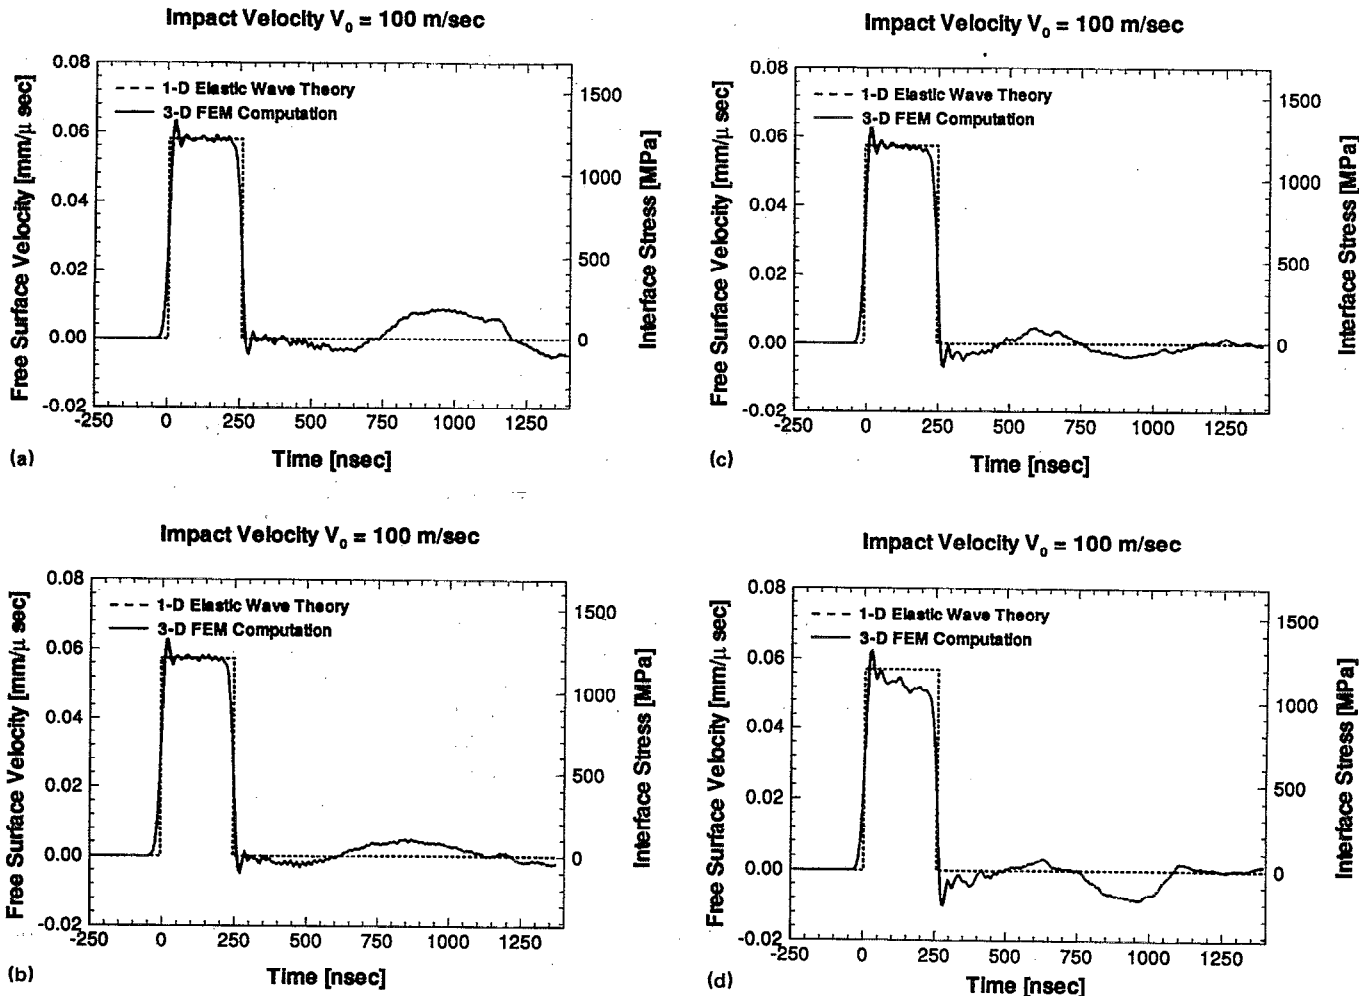 Impact Velocity V0 = 100 m/sec
Free Surface Velocity [mm/μ sec]
0.08
0.06
0.04
0.02
0.00
-0.02
--- 1-D Elastic Wave Theory
— 3-D FEM Computation
1500
1000
500
0
Interface Stress [MPa]
-250 0 250 500 750 1000 1250
(a) Time [nsec]
Impact Velocity V0 = 100 m/sec
Free Surface Velocity [mm/μ sec]
0.08
0.06
0.04
0.02
0.00
-0.02
--- 1-D Elastic Wave Theory
— 3-D FEM Computation
1500
1000
500
0
Interface Stress [MPa]
-250 0 250 500 750 1000 1250
(b) Time [nsec]
Impact Velocity V0 = 100 m/sec
Free Surface Velocity [mm/μ sec]
0.08
0.06
0.04
0.02
0.00
-0.02
--- 1-D Elastic Wave Theory
— 3-D FEM Computation
1500
1000
500
0
Interface Stress [MPa]
-250 0 250 500 750 1000 1250
(c) Time [nsec]
Impact Velocity V0 = 100 m/sec
Free Surface Velocity [mm/μ sec]
0.08
0.06
0.04
0.02
0.00
-0.02
--- 1-D Elastic Wave Theory
— 3-D FEM Computation
1500
1000
500
0
Interface Stress [MPa]
-250 0 250 500 750 1000 1250
(d) Time [nsec]